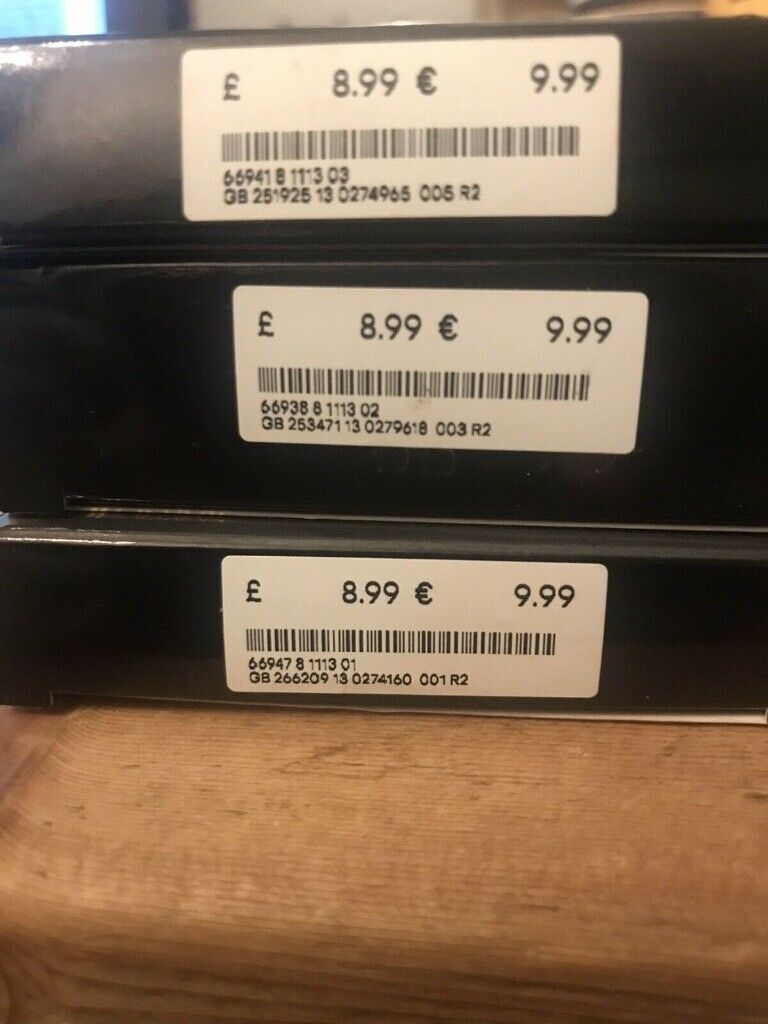 £ 8.99 € 9.99
66941 8 1113 03
GB 251925 13 0274965 005 R2
£ 8.99 € 9.99
66938 8 1113 02
GB 253471 13 0279618 003 R2
£ 8.99 € 9.99
66947 8 1113 01
GB 266209 13 0274160 001 R2